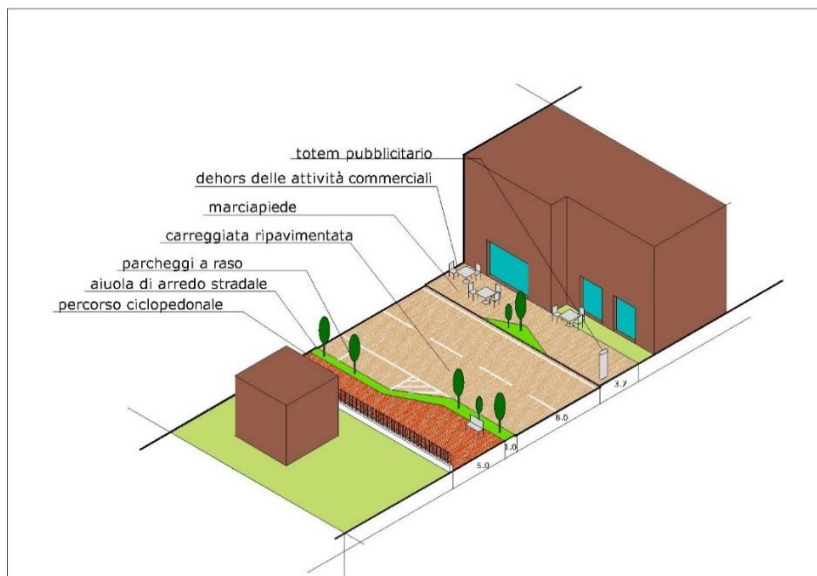 totem pubblicitario
dehors delle attività commerciali
marciapiede
carreggiata ripavimentata
parcheggi a raso
aiuola di arredo stradale
percorso ciclopedonale
3.7
8.0
1.0
5.0